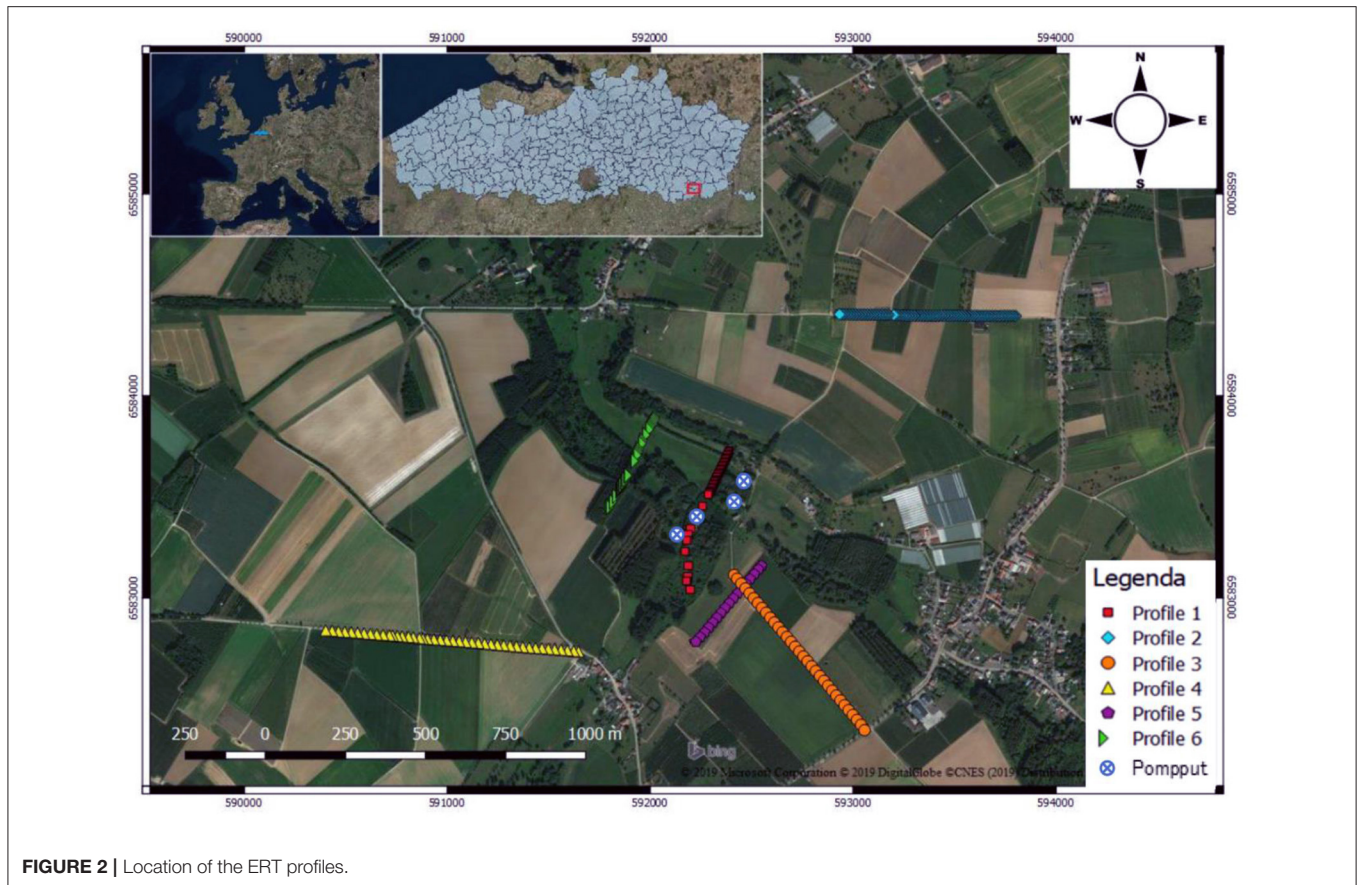 590000 591000 592000 593000 594000
N
W E
S
6585000 6585000
6584000 6584000
6583000 6583000
Legenda
Profile 1
Profile 2
Profile 3
Profile 4
Profile 5
Profile 6
Pompput
250 0 250 500 750 1000 m
bing
© 2019 Microsoft Corporation © 2019 DigitalGlobe ©CNES (2019) Distribution
590000 591000 592000 593000 594000
FIGURE 2 | Location of the ERT profiles.